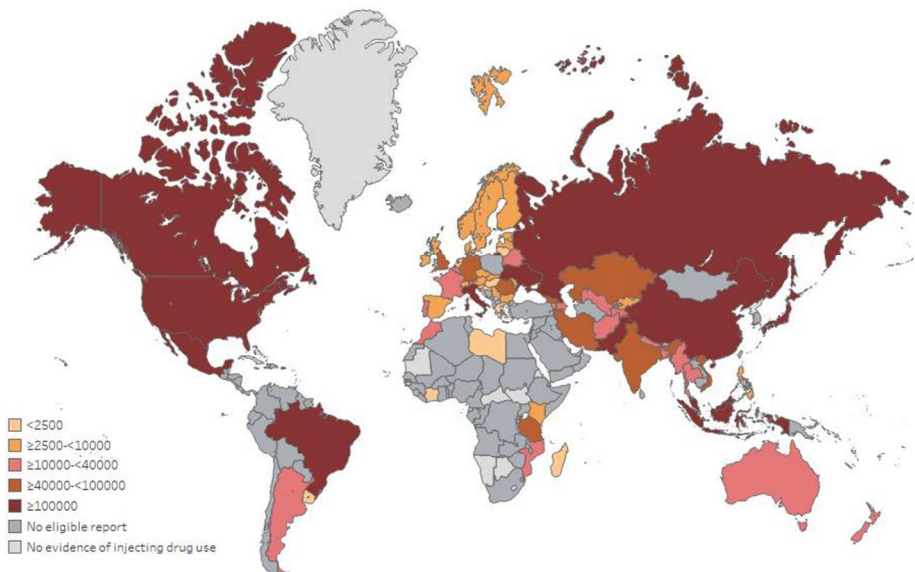 <2500
≥2500-<10000
≥10000-<40000
≥40000-<100000
≥100000
No eligible report
No evidence of injecting drug use